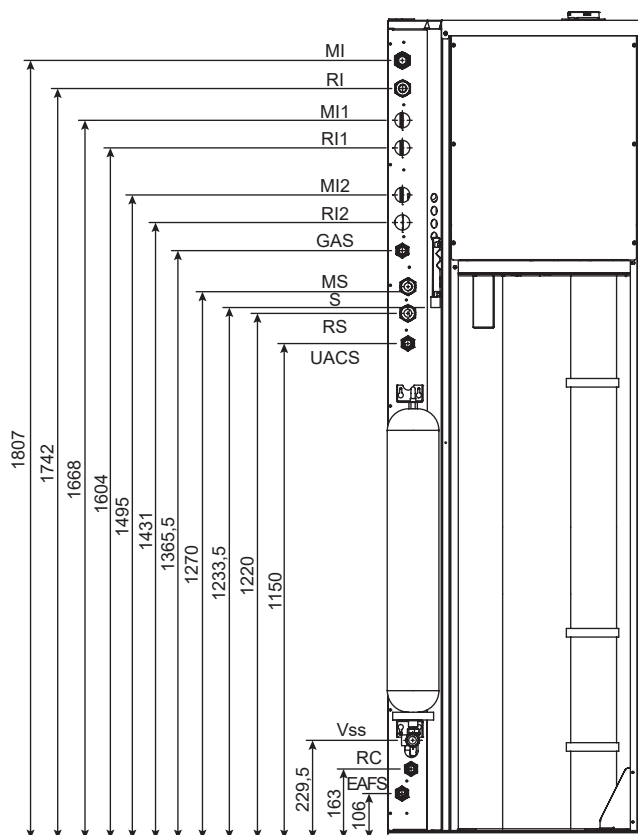 MI
RI
MI1
RI1
MI2
RI2
GAS
MS
S
RS
UACS
1807
1742
1668
1604
1495
1431
1365,5
1270
1233,5
1220
1150
Vss
RC
EAFS
229,5
163
106